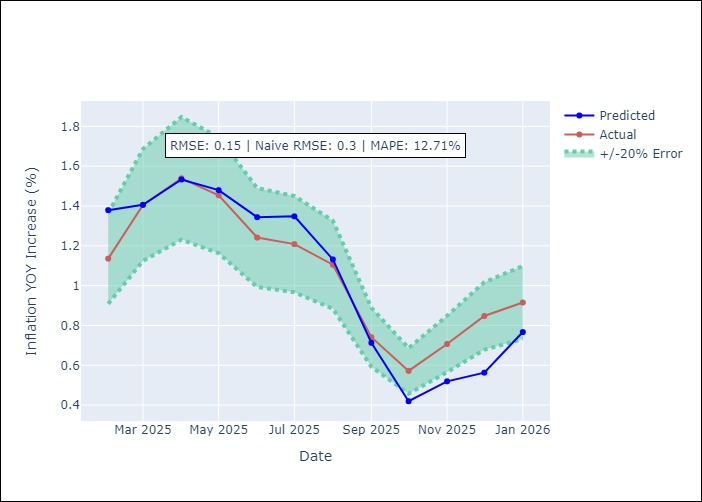 RMSE: 0.15 | Naive RMSE: 0.3 | MAPE: 12.71%
Predicted
Actual
+/-20% Error
Inflation YOY Increase (%)
1.8
1.6
1.4
1.2
1
0.8
0.6
0.4
Mar 2025 May 2025 Jul 2025 Sep 2025 Nov 2025 Jan 2026
Date